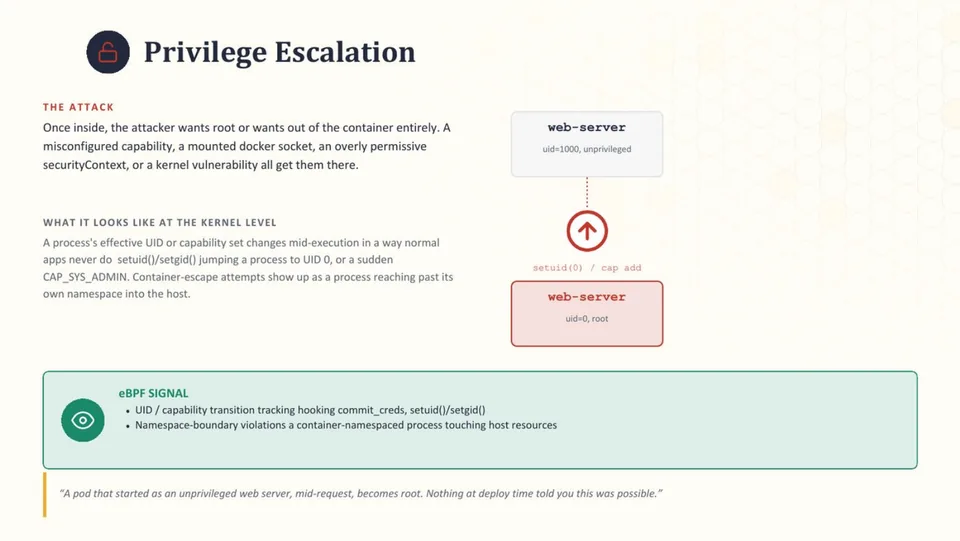 Privilege Escalation
THE ATTACK
Once inside, the attacker wants root or wants out of the container entirely. A
misconfigured capability, a mounted docker socket, an overly permissive
securityContext, or a kernel vulnerability all get them there.
WHAT IT LOOKS LIKE AT THE KERNEL LEVEL
A process's effective UID or capability set changes mid-execution in a way normal
apps never do  setuid()/setgid() jumping a process to UID 0, or a sudden
CAP_SYS_ADMIN. Container-escape attempts show up as a process reaching past its
own namespace into the host.
web-server
uid=1000, unprivileged
setuid(0) / cap add
web-server
uid=0, root
eBPF SIGNAL
• UID / capability transition tracking hooking commit_creds, setuid()/setgid()
• Namespace-boundary violations a container-namespaced process touching host resources
"A pod that started as an unprivileged web server, mid-request, becomes root. Nothing at deploy time told you this was possible."